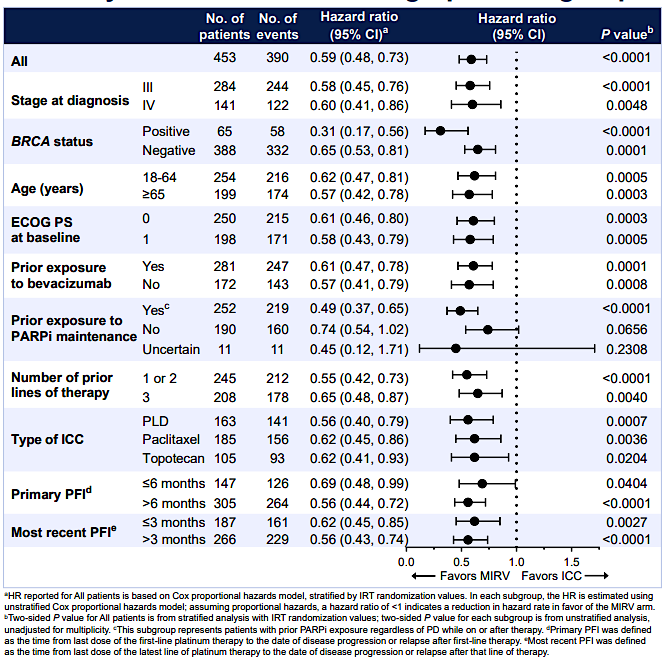 No. of patients No. of events Hazard ratio (95% CI)a Hazard ratio (95% CI) P valueb
All 453 390 0.59 (0.48, 0.73) <0.0001
Stage at diagnosis III 284 244 0.58 (0.45, 0.76) <0.0001
IV 141 122 0.60 (0.41, 0.86) 0.0048
BRCA status Positive 65 58 0.31 (0.17, 0.56) <0.0001
Negative 388 332 0.65 (0.53, 0.81) 0.0001
Age (years) 18-64 254 216 0.62 (0.47, 0.81) 0.0005
≥65 199 174 0.57 (0.42, 0.78) 0.0003
ECOG PS at baseline 0 250 215 0.61 (0.46, 0.80) 0.0003
1 198 171 0.58 (0.43, 0.79) 0.0005
Prior exposure to bevacizumab Yes 281 247 0.61 (0.47, 0.78) 0.0001
No 172 143 0.57 (0.41, 0.79) 0.0008
Prior exposure to PARPi maintenance Yesc 252 219 0.49 (0.37, 0.65) <0.0001
No 190 160 0.74 (0.54, 1.02) 0.0656
Uncertain 11 11 0.45 (0.12, 1.71) 0.2308
Number of prior lines of therapy 1 or 2 245 212 0.55 (0.42, 0.73) <0.0001
3 208 178 0.65 (0.48, 0.87) 0.0040
Type of ICC PLD 163 141 0.56 (0.40, 0.79) 0.0007
Paclitaxel 185 156 0.62 (0.45, 0.86) 0.0036
Topotecan 105 93 0.62 (0.41, 0.93) 0.0204
Primary PFId ≤6 months 147 126 0.69 (0.48, 0.99) 0.0404
>6 months 305 264 0.56 (0.44, 0.72) <0.0001
Most recent PFIe ≤3 months 187 161 0.62 (0.45, 0.85) 0.0027
>3 months 266 229 0.56 (0.43, 0.74) <0.0001
0.0 0.5 1.0 1.5
Favors MIRV Favors ICC
aHR reported for All patients is based on Cox proportional hazards model, stratified by IRT randomization values. In each subgroup, the HR is estimated using
unstratified Cox proportional hazards model; assuming proportional hazards, a hazard ratio of <1 indicates a reduction in hazard rate in favor of the MIRV arm.
bTwo-sided P value for All patients is from stratified analysis with IRT randomization values; two-sided P value for each subgroup is from unstratified analysis,
unadjusted for multiplicity. cThis subgroup represents patients with prior PARPi exposure regardless of PD while on or after therapy. dPrimary PFI was defined
as the time from last dose of the first-line platinum therapy to the date of disease progression or relapse after first-line therapy. eMost recent PFI was defined
as the time from last dose of the latest line of platinum therapy to the date of disease progression or relapse after that line of therapy.